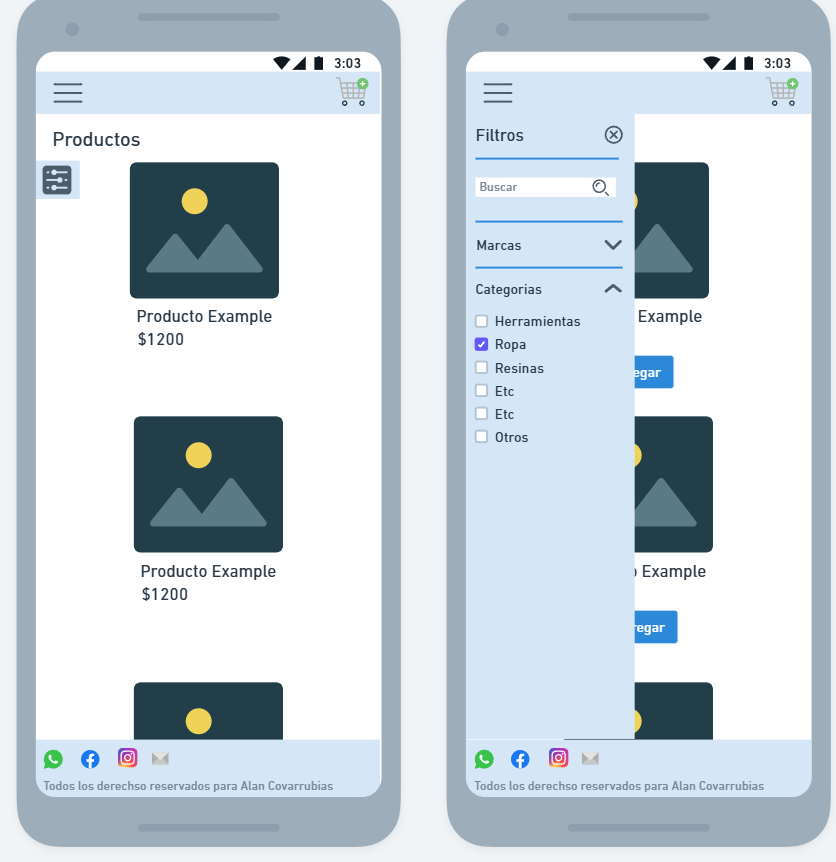 3:03
Productos
Producto Example
$1200
Producto Example
$1200
Todos los derechso reservados para Alan Covarrubias
3:03
Filtros
Buscar
Marcas
Categorias
Herramientas
Ropa
Resinas
Etc
Etc
Otros
Example
egar
Example
regar
Todos los derechso reservados para Alan Covarrubias